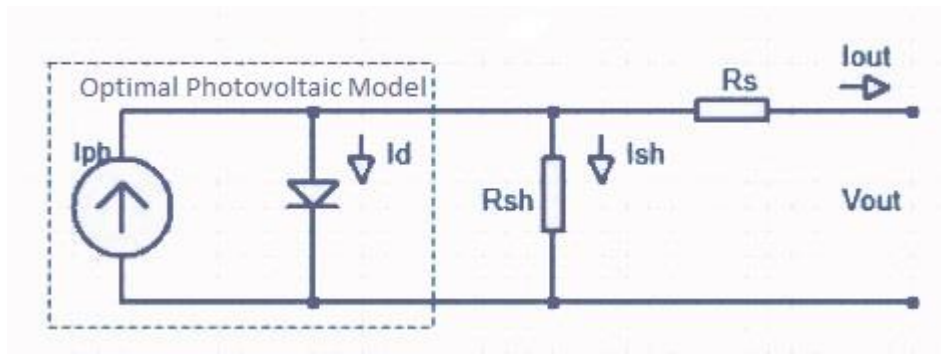 Optimal Photovoltaic Model
Iph
Id
Rsh
Ish
Rs
Iout
Vout